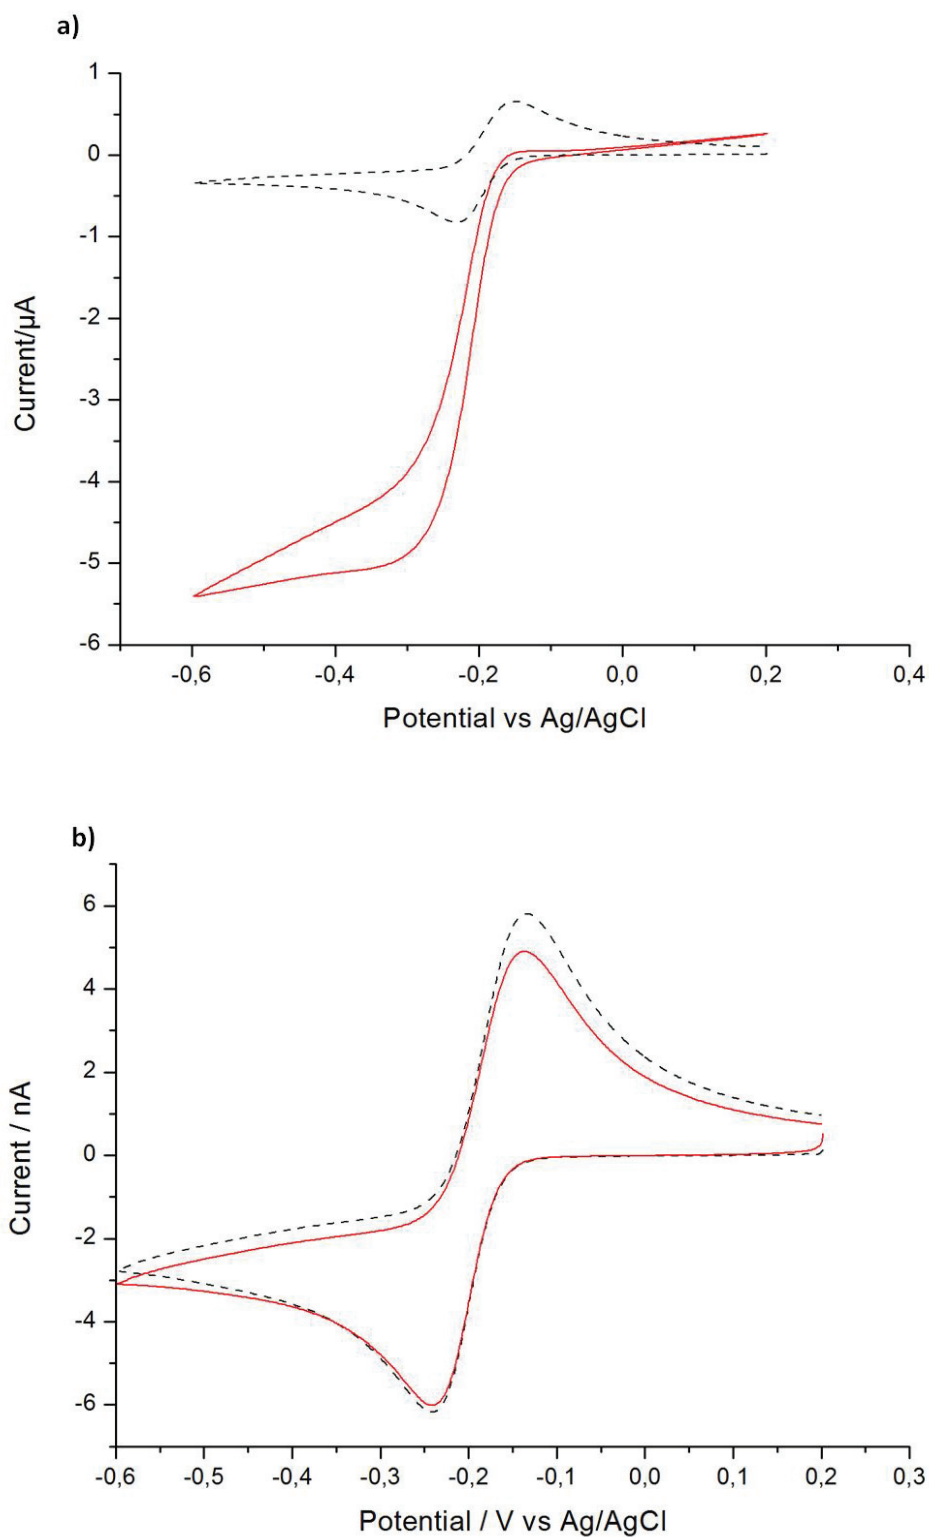 a)
1
0
-1
-2
-3
-4
-5
-6
Current/µA
-0,6 -0,4 -0,2 0,0 0,2 0,4
Potential vs Ag/AgCl
b)
6
4
2
0
-2
-4
-6
Current / nA
-0,6 -0,5 -0,4 -0,3 -0,2 -0,1 0,0 0,1 0,2 0,3
Potential / V vs Ag/AgCl